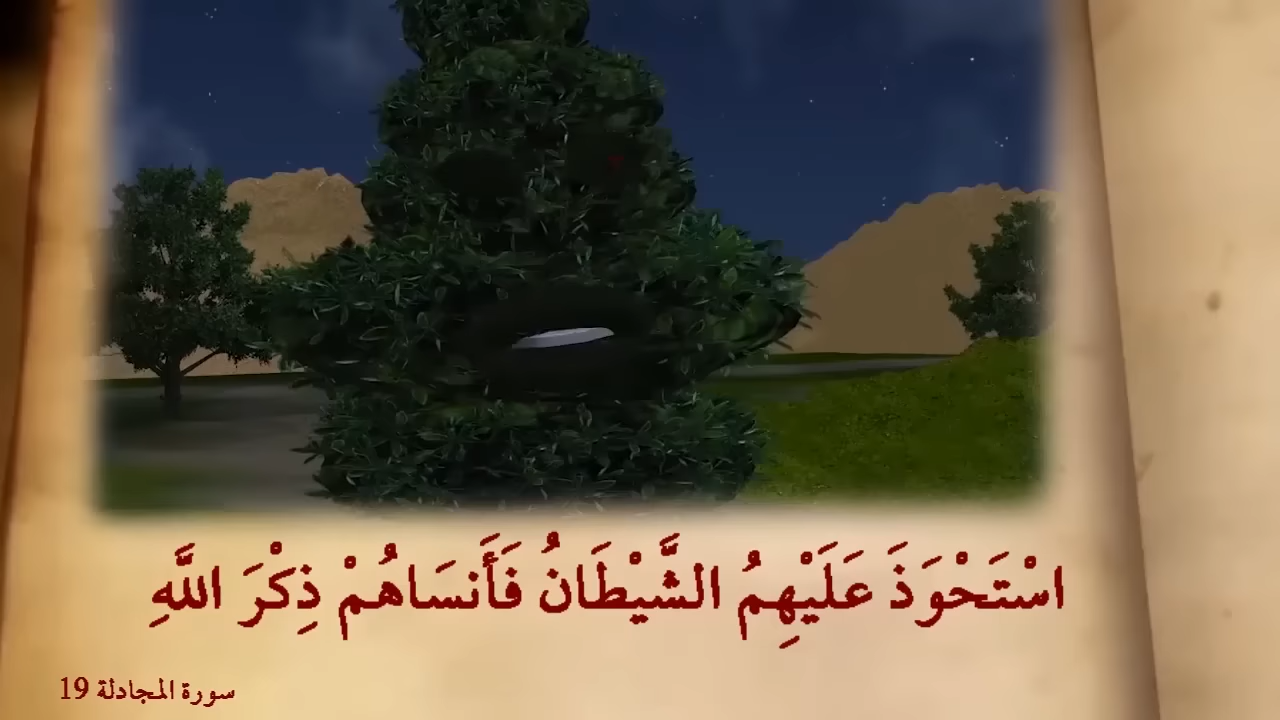 اسْتَحْوَذَ عَلَيْهِمُ الشَّيْطَانُ فَأَنسَاهُمْ ذِكْرَ اللَّهِ
سورة المجادلة 19